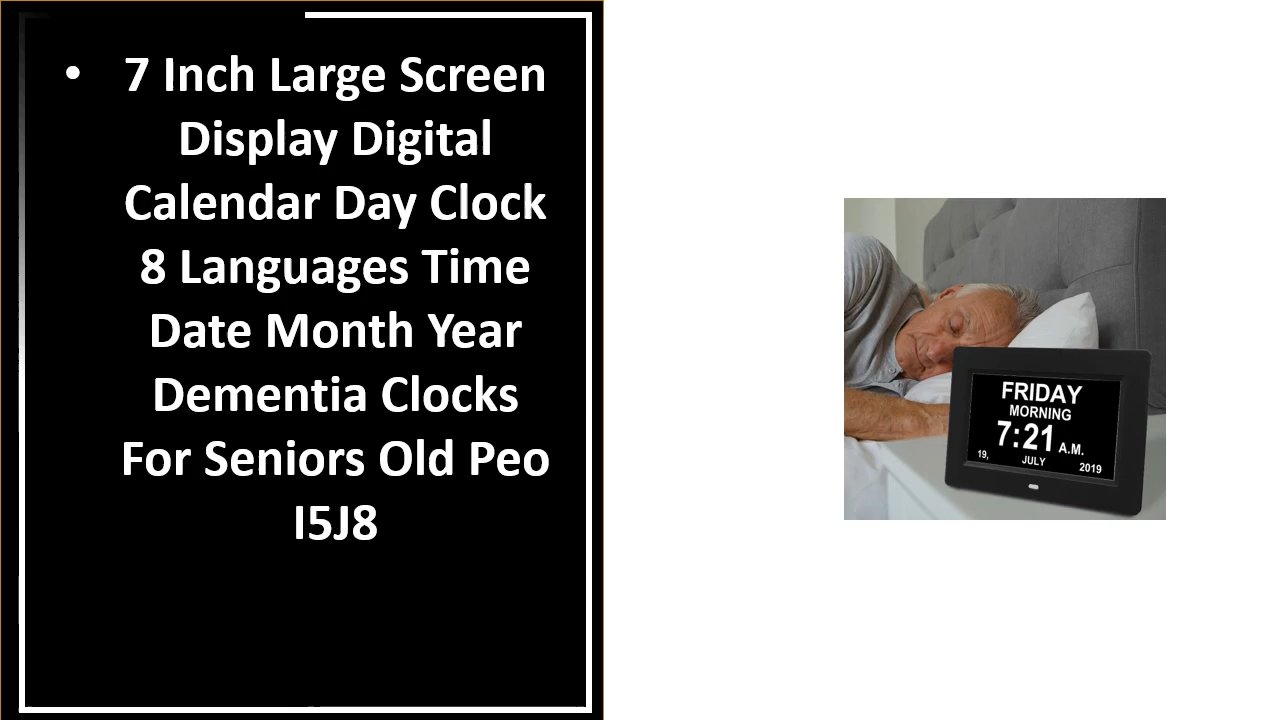 • 7 Inch Large Screen
Display Digital
Calendar Day Clock
8 Languages Time
Date Month Year
Dementia Clocks
For Seniors Old Peo
I5J8
FRIDAY
MORNING
7:21 A.M.
19, JULY 2019